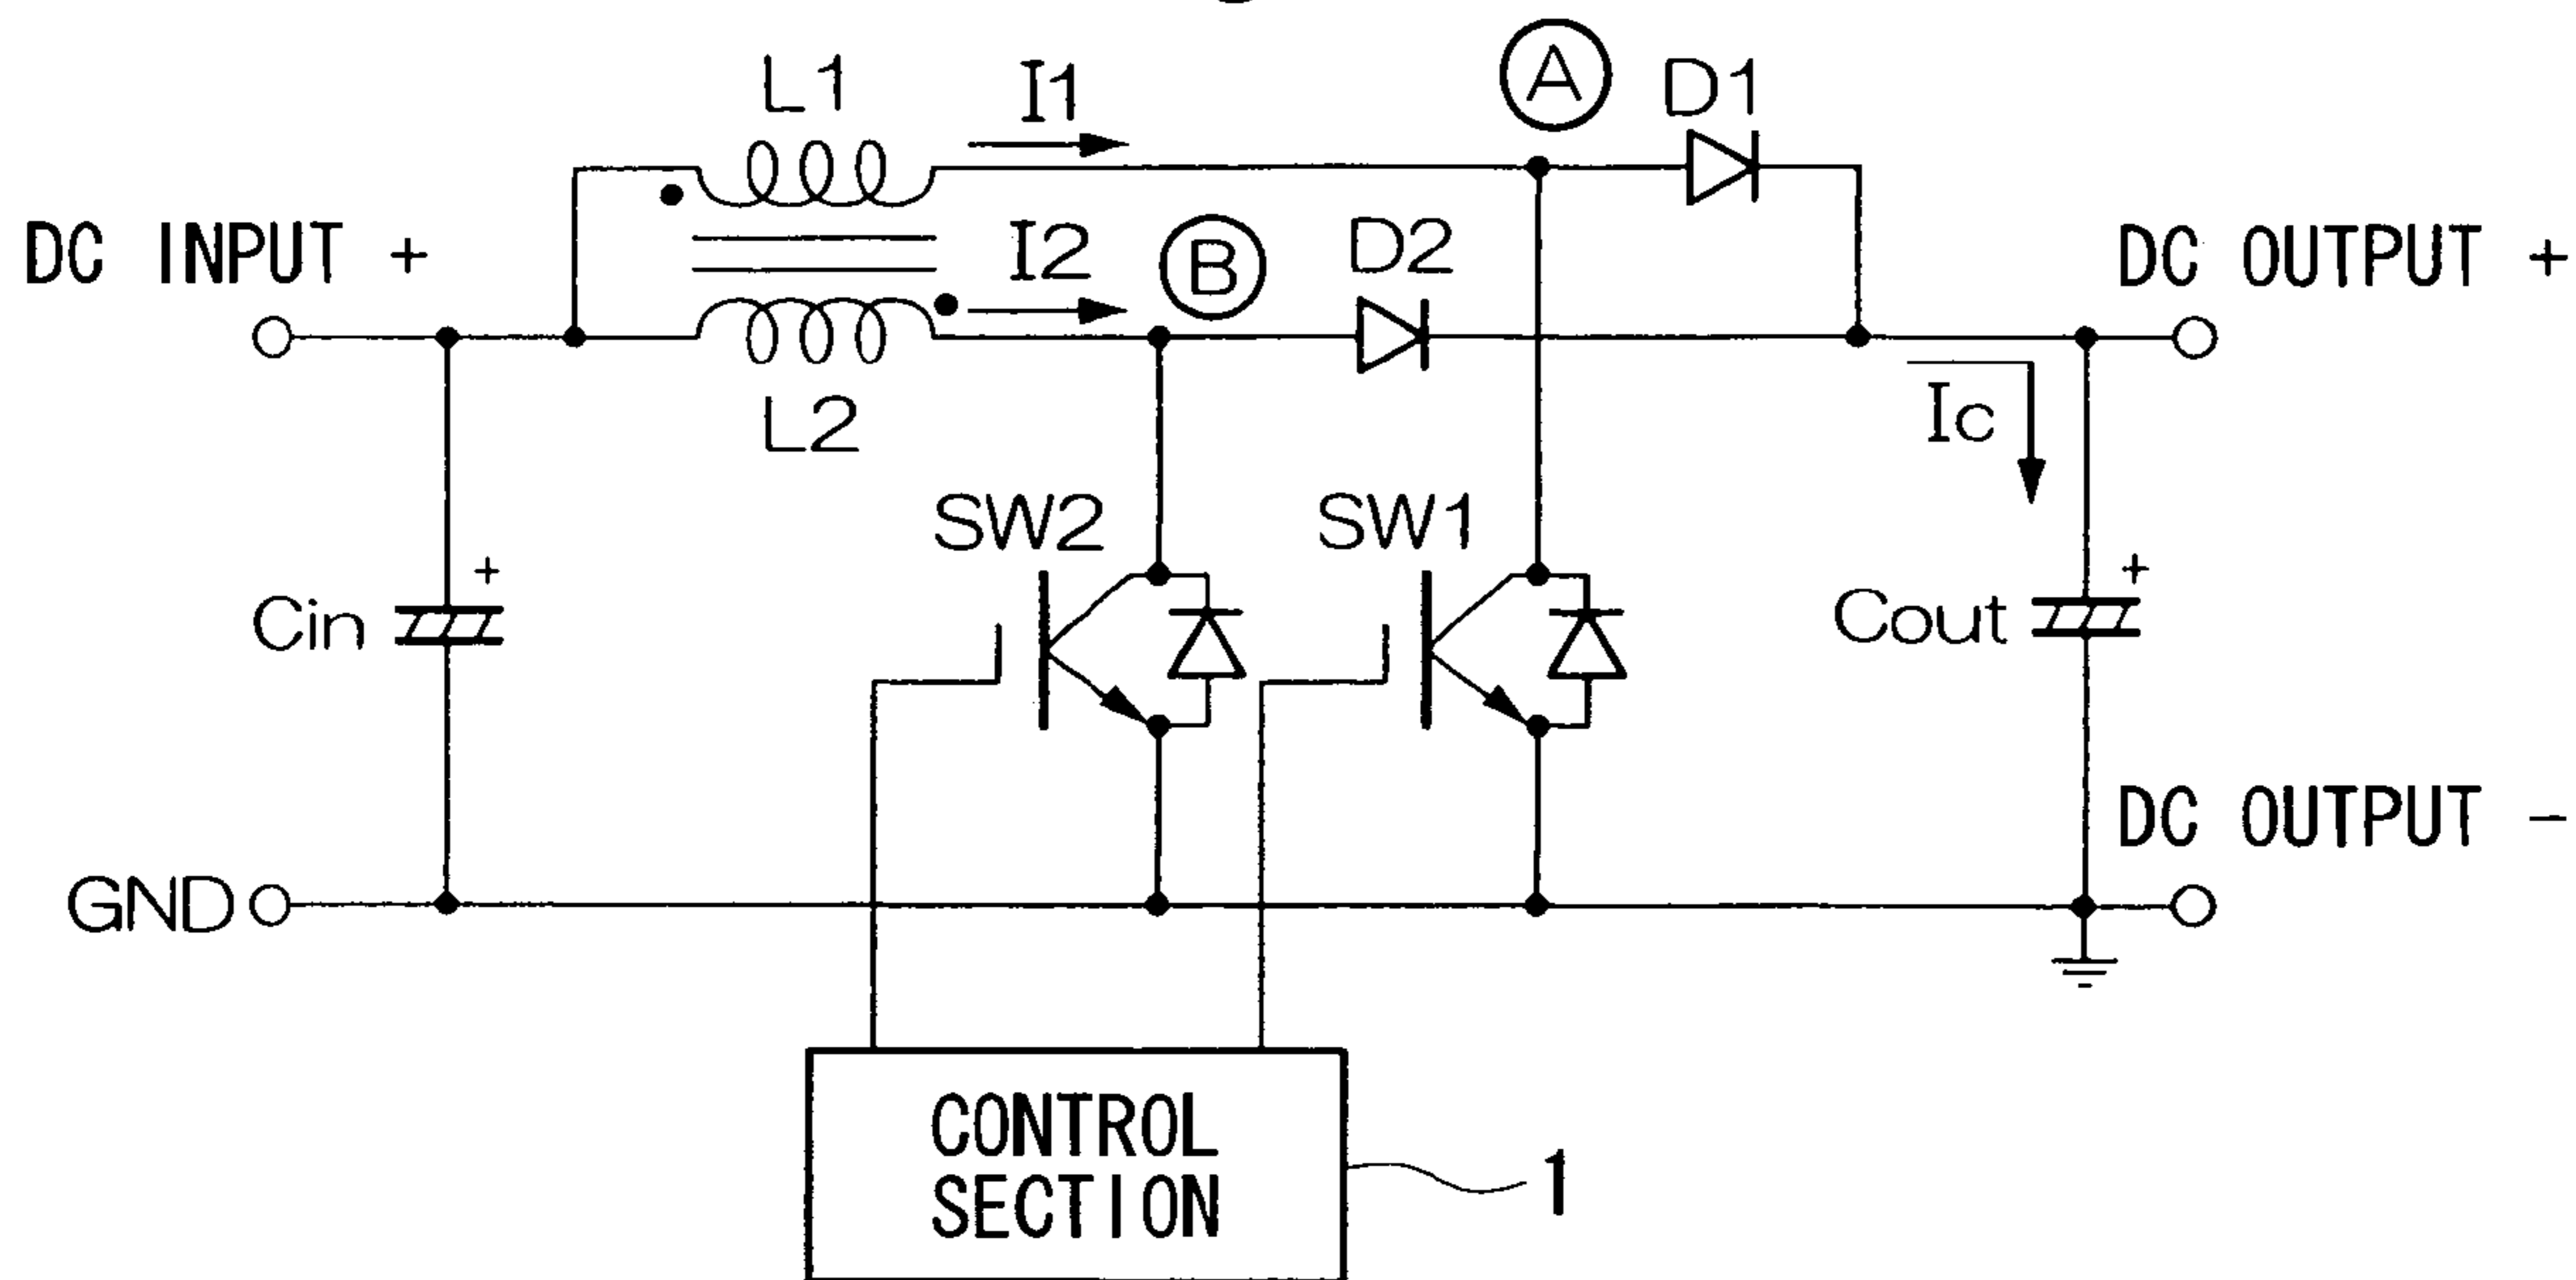 L1
I1
A
D1
DC INPUT +
I2
B
D2
DC OUTPUT +
L2
Ic
SW2
SW1
+
Cin
+
Cout
DC OUTPUT -
GND
CONTROL
SECTION
1